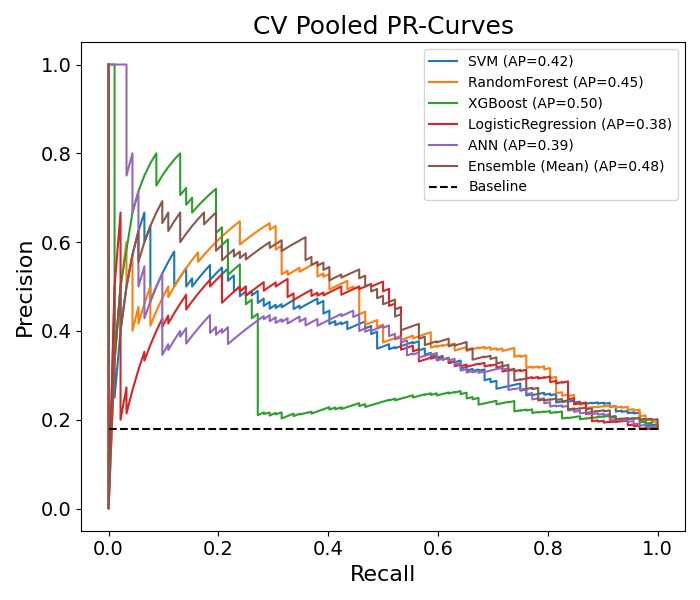 CV Pooled PR-Curves
SVM (AP=0.42)
RandomForest (AP=0.45)
XGBoost (AP=0.50)
LogisticRegression (AP=0.38)
ANN (AP=0.39)
Ensemble (Mean) (AP=0.48)
Baseline
Precision
1.0
0.8
0.6
0.4
0.2
0.0
0.0 0.2 0.4 0.6 0.8 1.0
Recall